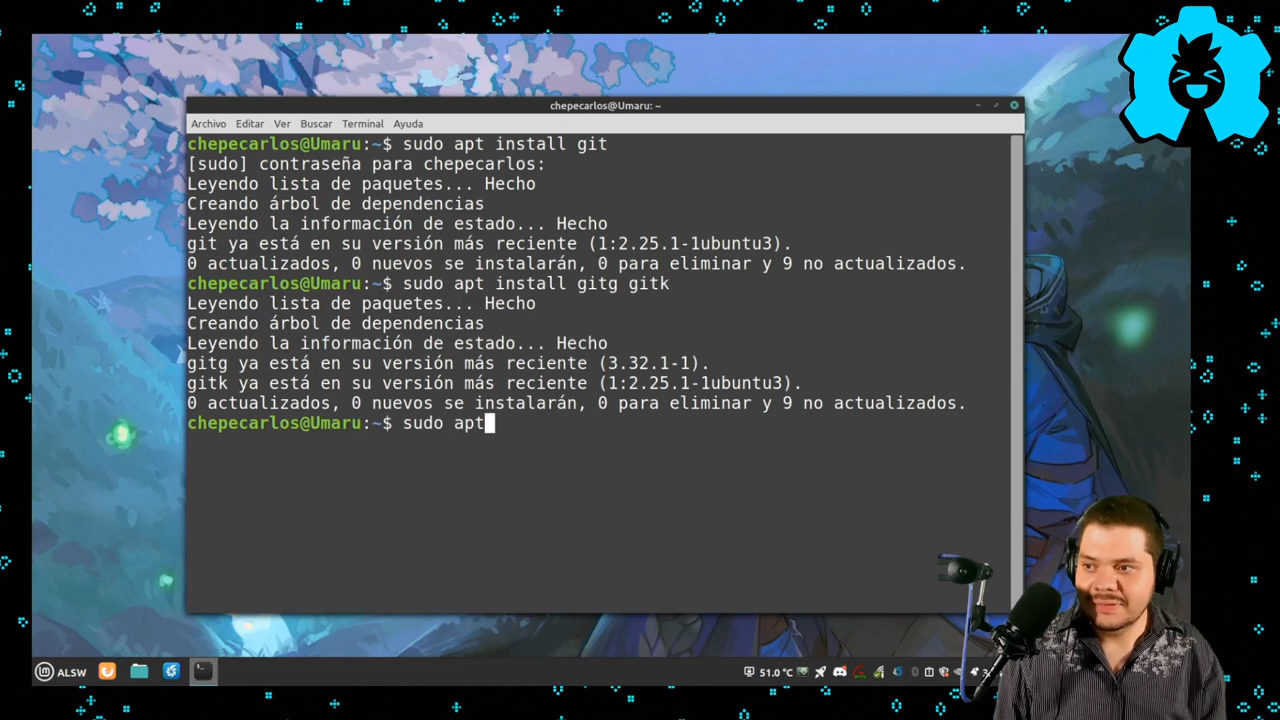 chepecarlos@Umaru: ~
Archivo Editar Ver Buscar Terminal Ayuda
chepecarlos@Umaru:~$ sudo apt install git
[sudo] contraseña para chepecarlos:
Leyendo lista de paquetes... Hecho
Creando árbol de dependencias
Leyendo la información de estado... Hecho
git ya está en su versión más reciente (1:2.25.1-1ubuntu3).
0 actualizados, 0 nuevos se instalarán, 0 para eliminar y 9 no actualizados.
chepecarlos@Umaru:~$ sudo apt install gitg gitk
Leyendo lista de paquetes... Hecho
Creando árbol de dependencias
Leyendo la información de estado... Hecho
gitg ya está en su versión más reciente (3.32.1-1).
gitk ya está en su versión más reciente (1:2.25.1-1ubuntu3).
0 actualizados, 0 nuevos se instalarán, 0 para eliminar y 9 no actualizados.
chepecarlos@Umaru:~$ sudo apt
ALSW 51.0 °C